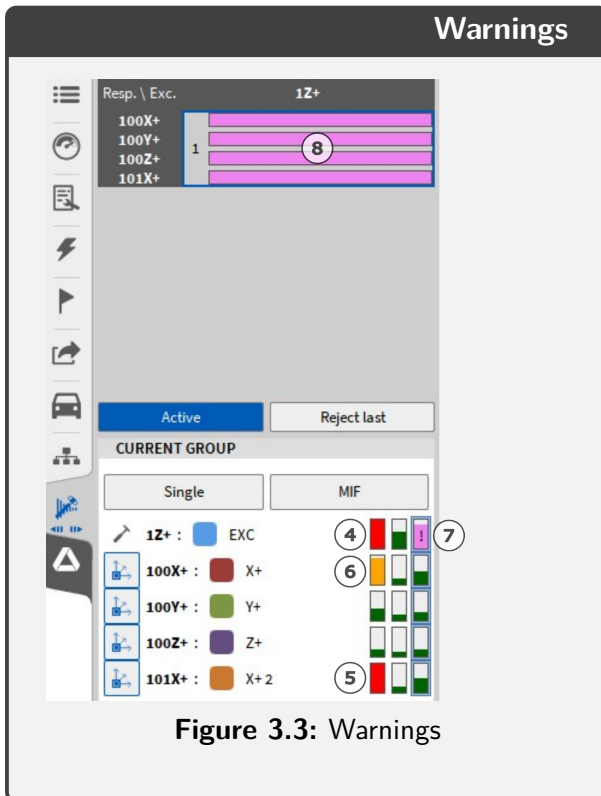 Warnings
Resp. \ Exc. 1Z+
100X+
100Y+
1
8
100Z+
101X+
Active Reject last
CURRENT GROUP
Single MIF
1Z+ : EXC 4 ! 7
100X+ : X+ 6
100Y+ : Y+
100Z+ : Z+
101X+ : X+ 2 5
Figure 3.3: Warnings